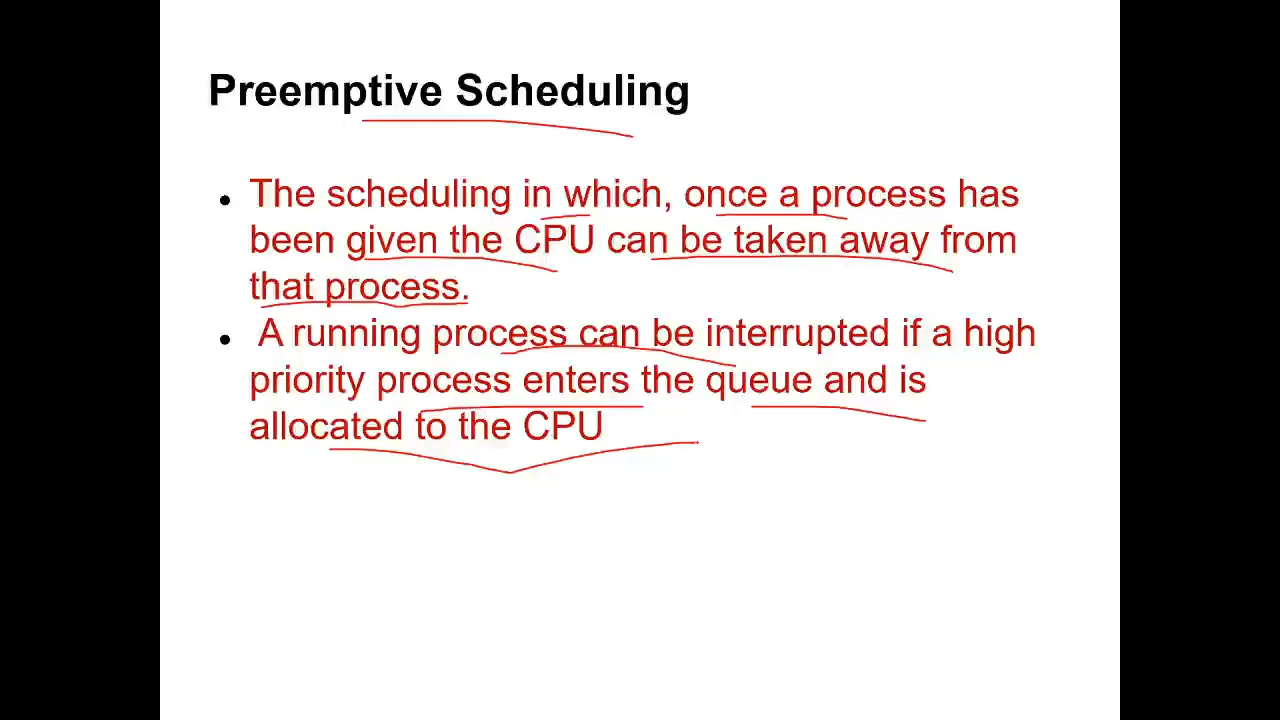 Preemptive Scheduling
• The scheduling in which, once a process has
been given the CPU can be taken away from
that process.
• A running process can be interrupted if a high
priority process enters the queue and is
allocated to the CPU